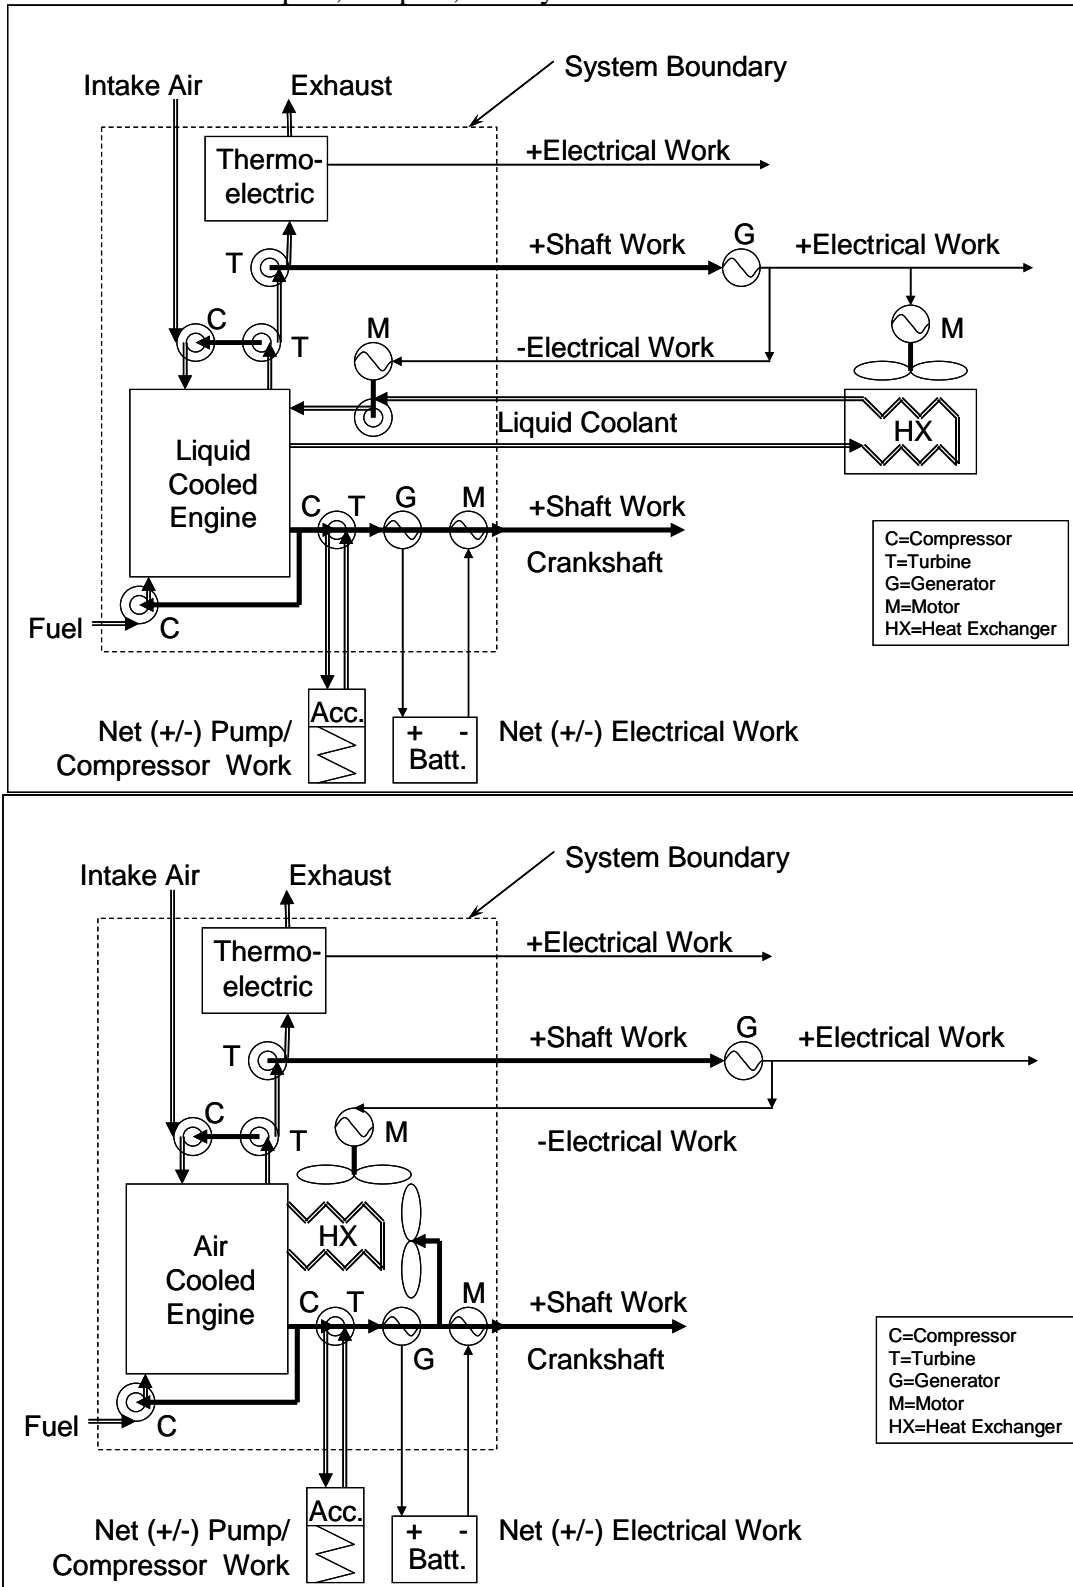 System Boundary
Intake Air
Exhaust
Thermo-
electric
+Electrical Work
T
+Shaft Work
G
+Electrical Work
C
T
M
M
-Electrical Work
Liquid
Cooled
Engine
Liquid Coolant
HX
C
T
G
M
+Shaft Work
Crankshaft
C=Compressor
T=Turbine
G=Generator
M=Motor
HX=Heat Exchanger
Fuel
C
Net (+/-) Pump/
Compressor Work
Acc.
+ -
Batt.
Net (+/-) Electrical Work
System Boundary
Intake Air
Exhaust
Thermo-
electric
+Electrical Work
T
+Shaft Work
G
+Electrical Work
C
T
M
-Electrical Work
Air
Cooled
Engine
HX
C
T
G
M
+Shaft Work
Crankshaft
C=Compressor
T=Turbine
G=Generator
M=Motor
HX=Heat Exchanger
Fuel
C
Net (+/-) Pump/
Compressor Work
Acc.
+ -
Batt.
Net (+/-) Electrical Work